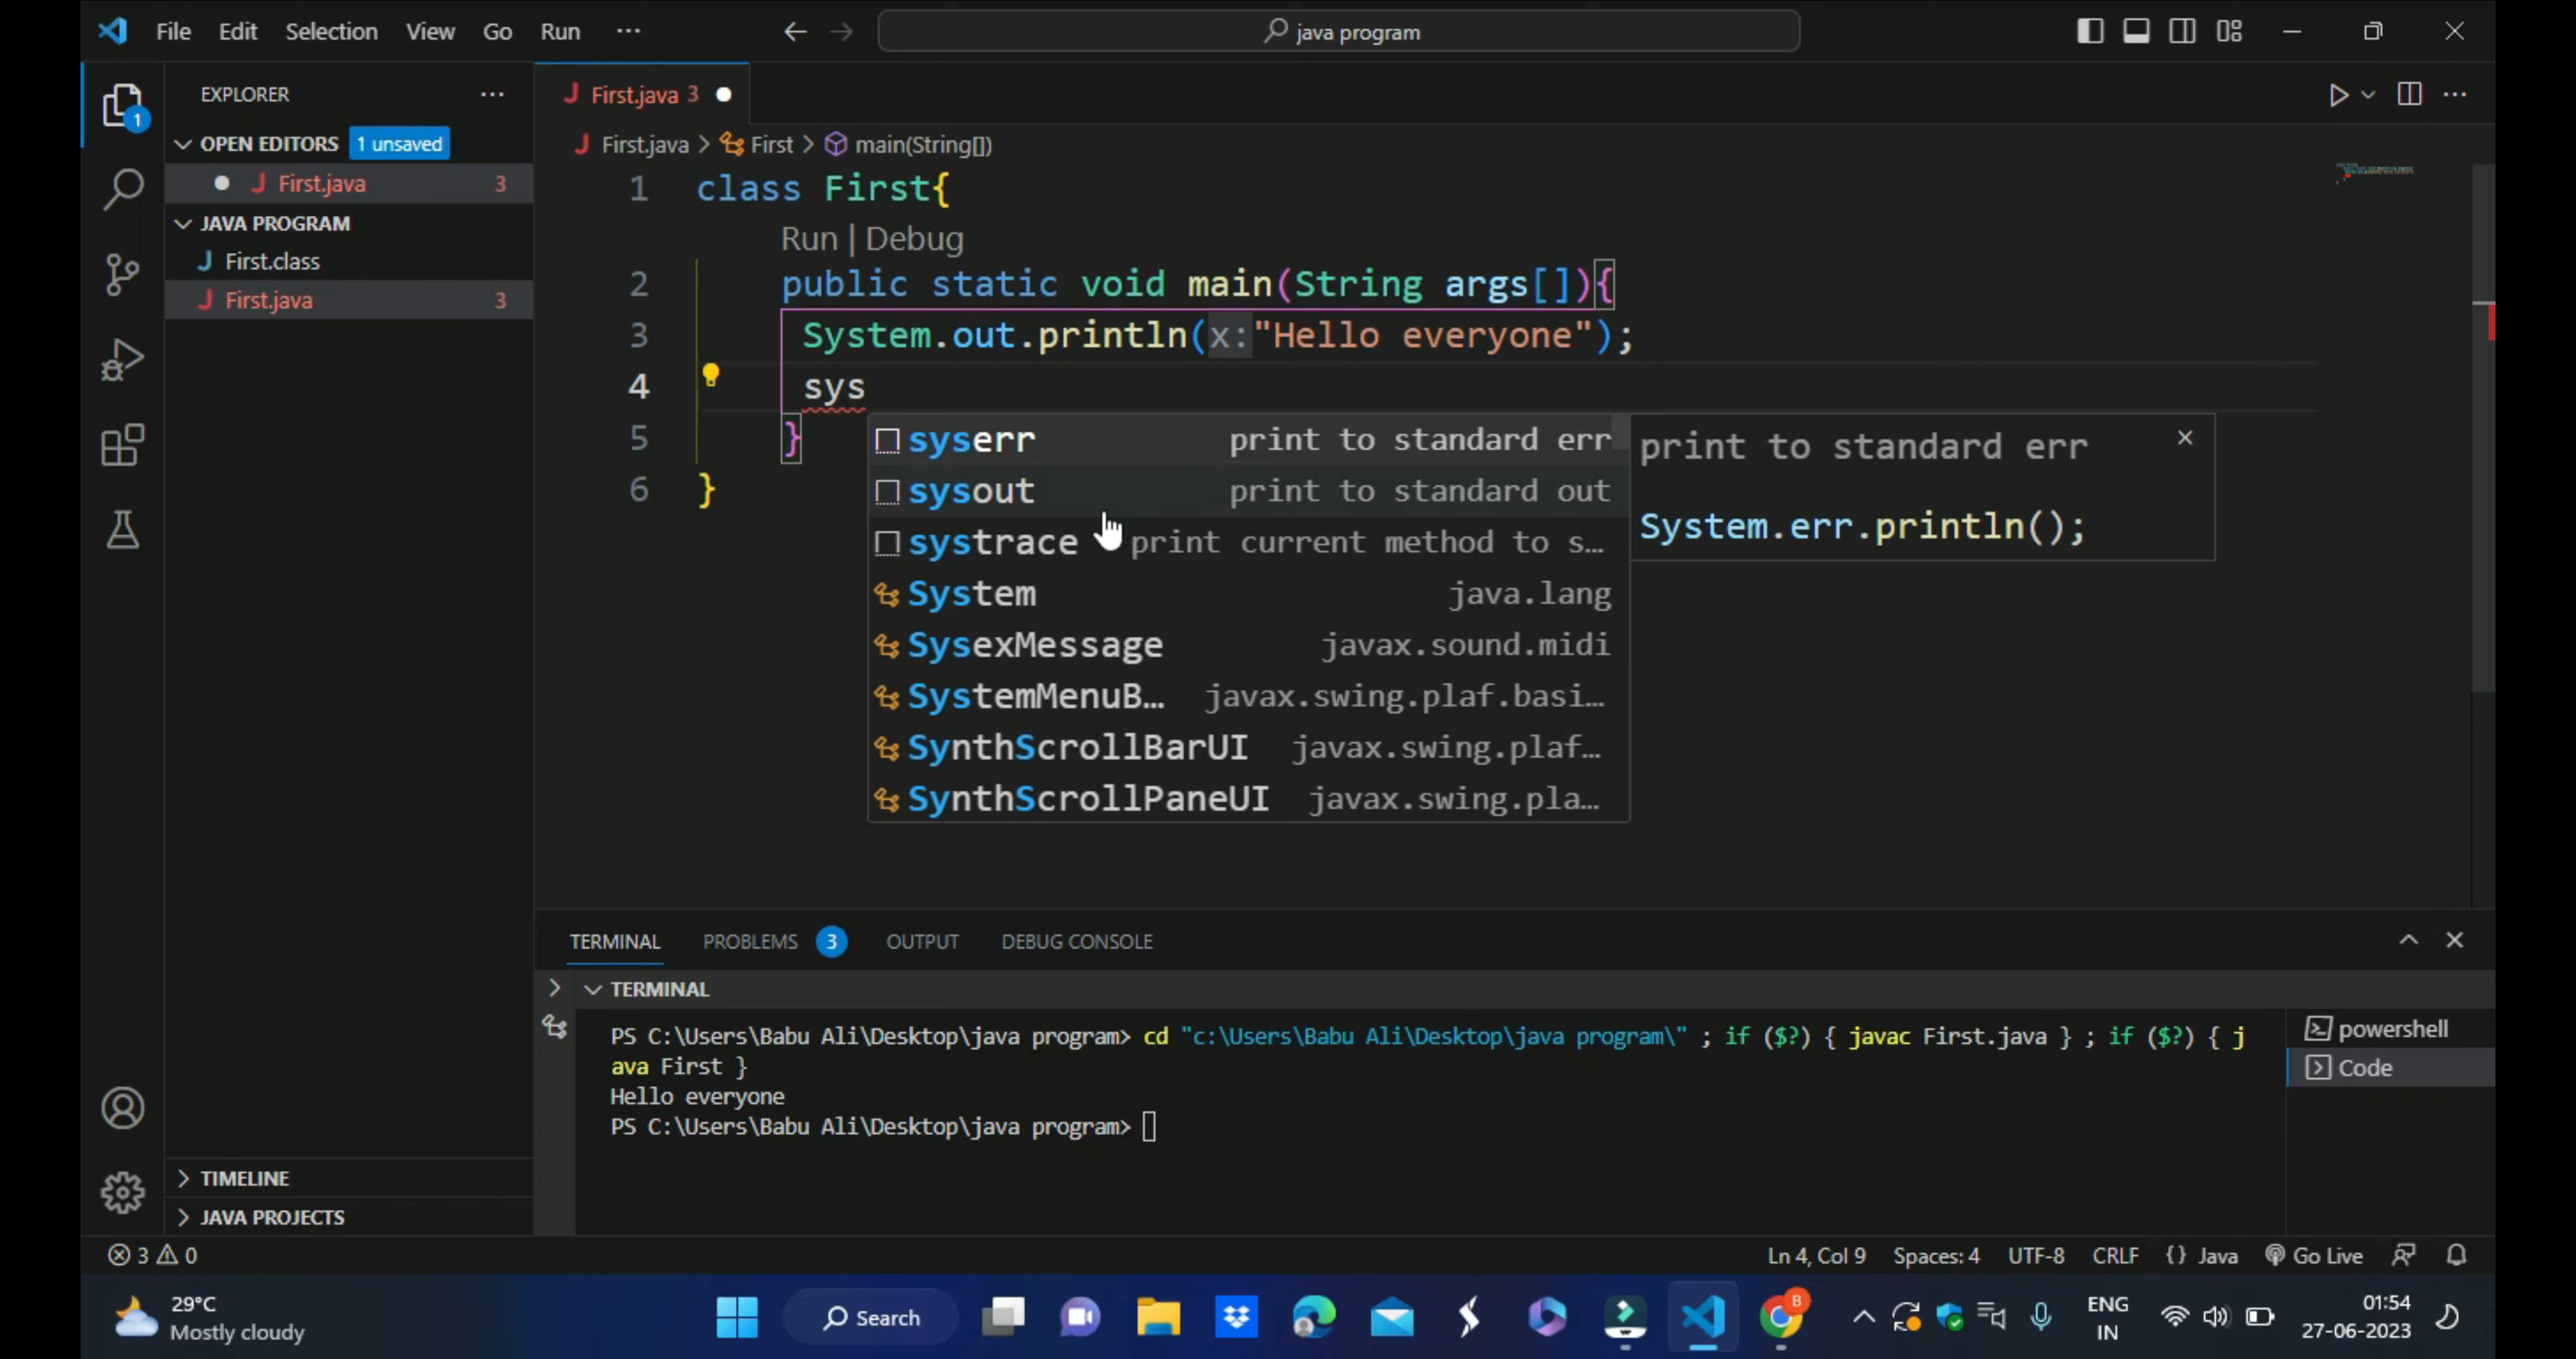 File Edit Selection View Go Run ... java program
EXPLORER ...
OPEN EDITORS 1 unsaved
First.java 3
JAVA PROGRAM
First.class
First.java 3
First.java 3
First.java > First > main(String[])
1 class First{
Run | Debug
2 public static void main(String args[]){
3 System.out.println(x:"Hello everyone");
4 sys
5 }
6 }
syserr print to standard err
sysout print to standard out
systrace print current method to s...
System java.lang
SysexMessage javax.sound.midi
SystemMenuB... javax.swing.plaf.basi...
SynthScrollBarUI javax.swing.plaf...
SynthScrollPaneUI javax.swing.pla...
print to standard err
System.err.println();
TERMINAL PROBLEMS 3 OUTPUT DEBUG CONSOLE
TERMINAL
PS C:\Users\Babu Ali\Desktop\java program> cd "c:\Users\Babu Ali\Desktop\java program\" ; if ($?) { javac First.java } ; if ($?) { j
ava First }
Hello everyone
PS C:\Users\Babu Ali\Desktop\java program>
powershell
Code
TIMELINE
JAVA PROJECTS
3 0 Ln 4, Col 9 Spaces: 4 UTF-8 CRLF {} Java Go Live
29°C
Mostly cloudy
Search
B
ENG
IN
01:54
27-06-2023
1